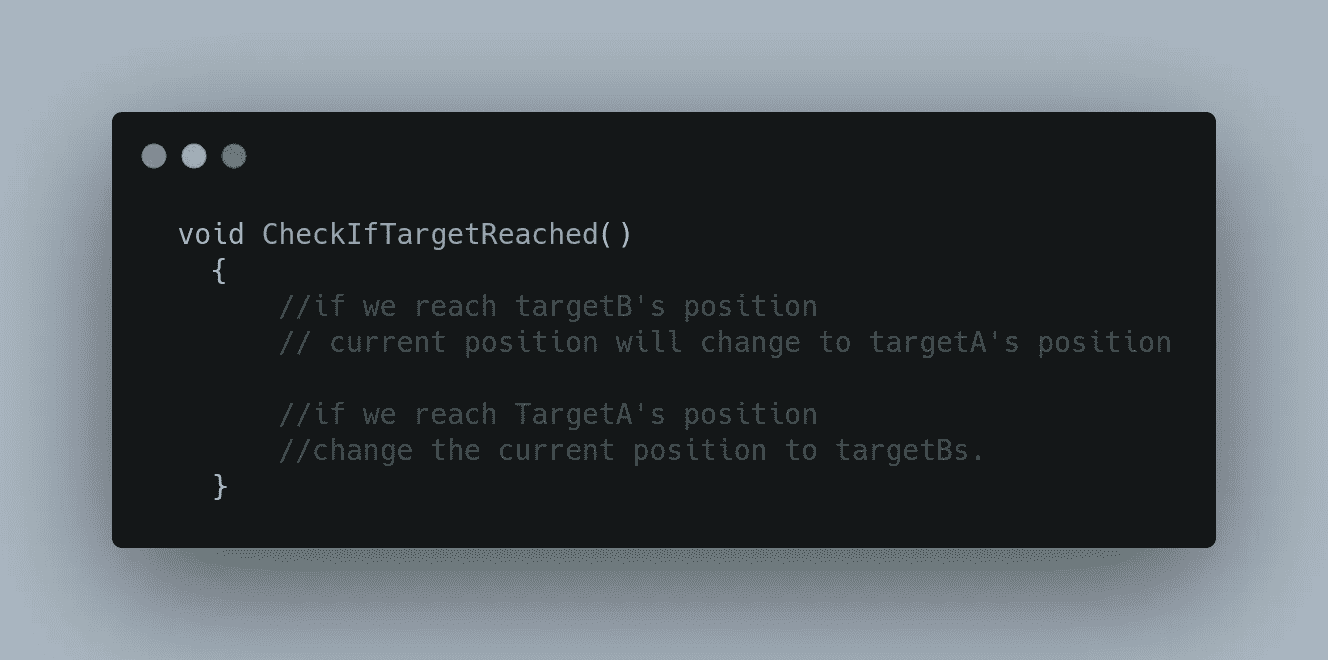 void CheckIfTargetReached()
{
//if we reach targetB's position
// current position will change to targetA's position
//if we reach TargetA's position
//change the current position to targetBs.
}